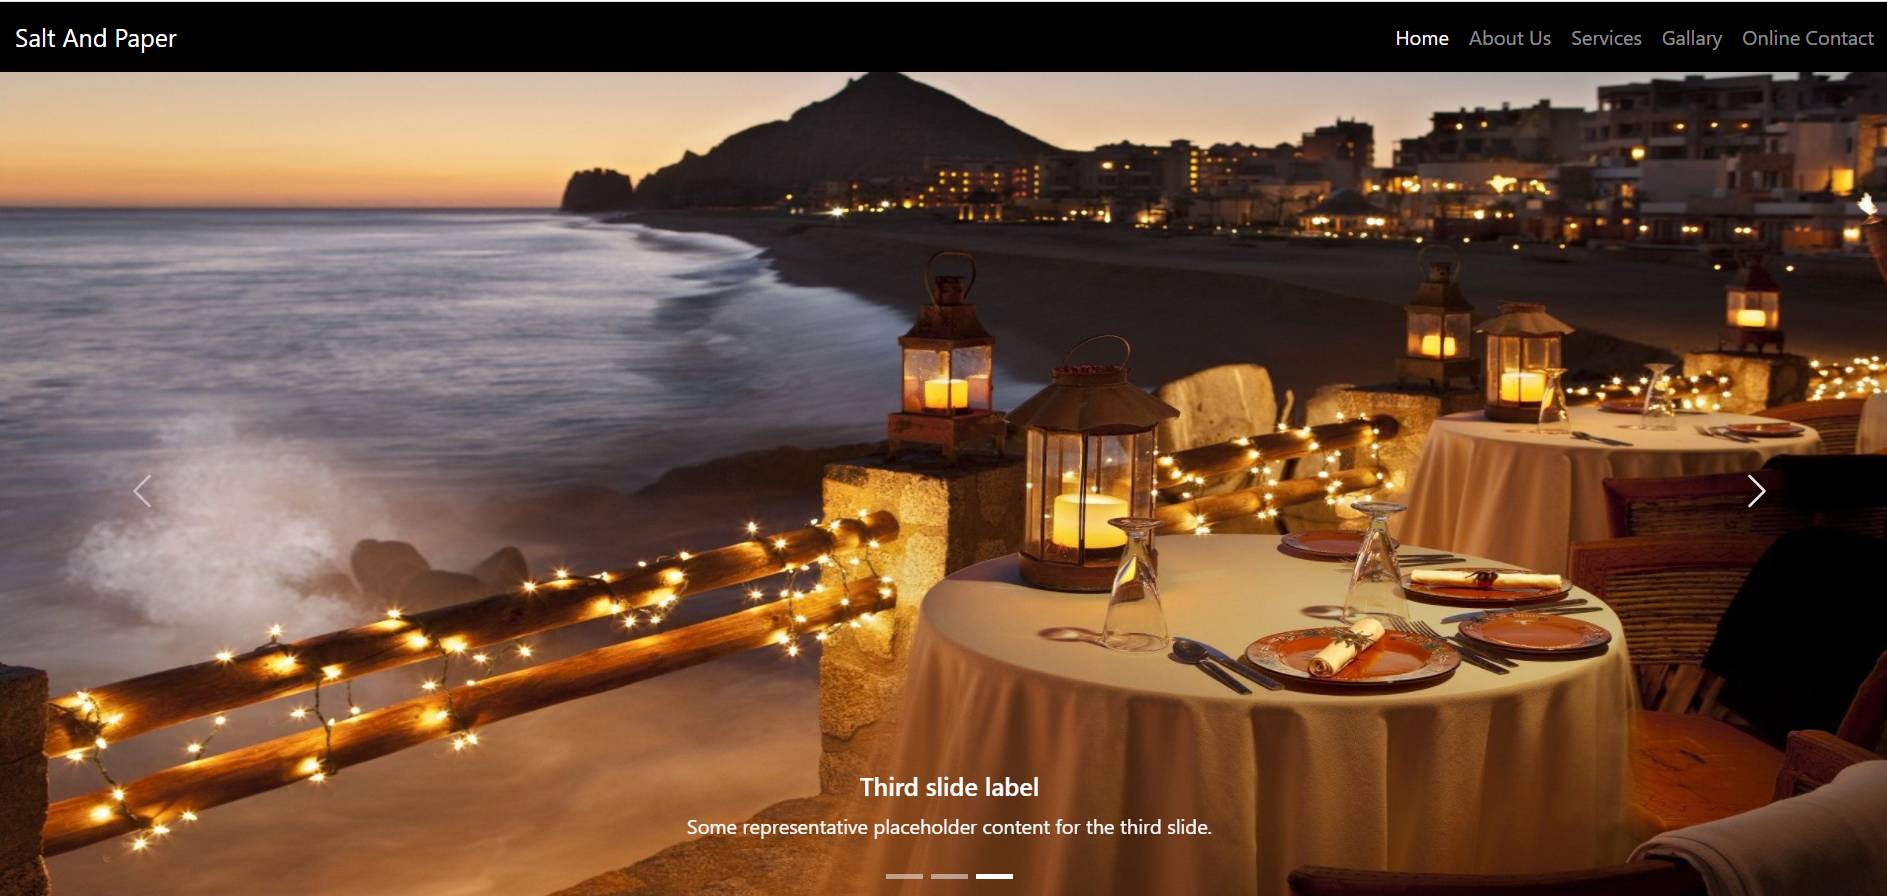 Salt And Paper
Home About Us Services Gallary Online Contact
Third slide label
Some representative placeholder content for the third slide.